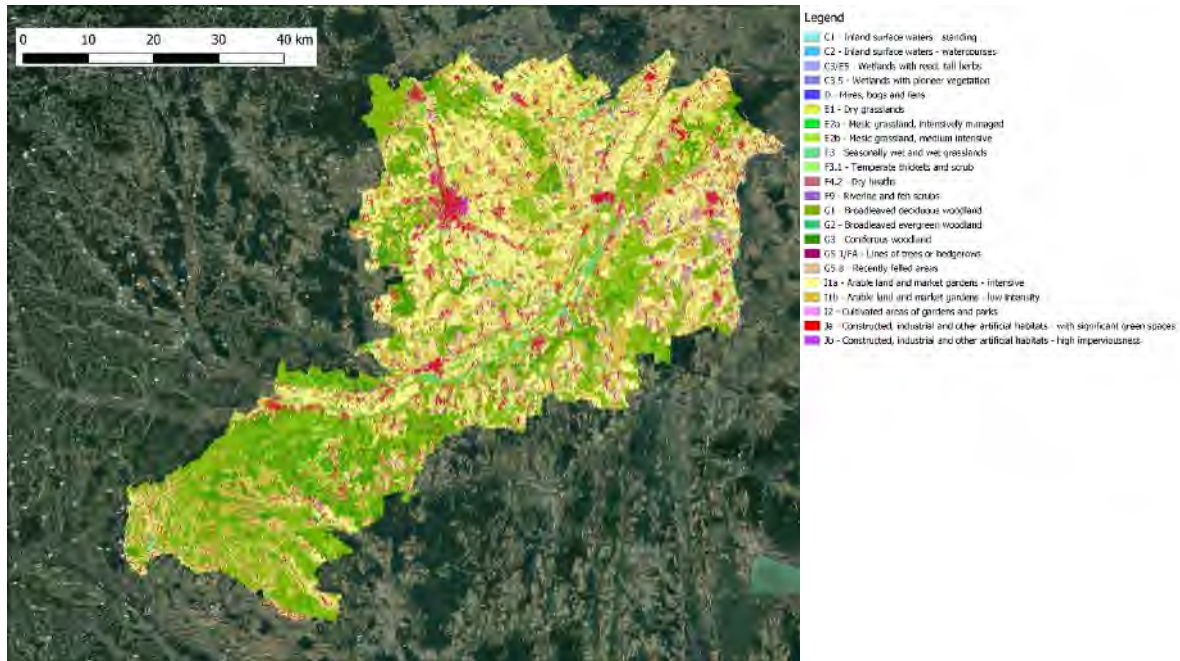 0 10 20 30 40 km
Legend
C1 - Inland surface waters - standing
C2 - Inland surface waters - watercourses
C3/E5 - Wetlands with reed, tall herbs
C3.5 - Wetlands with pioneer vegetation
D - Mires, bogs and fens
E1 - Dry grasslands
E2a - Mesic grassland, intensively managed
E2b - Mesic grassland, medium intensive
Seasonally wet and wet grasslands
F3.1 - Temperate thickets and scrub
F4.2 - Dry heaths
F9 - Riverine and fen scrubs
G1 - Broadleaved deciduous woodland
G2 - Broadleaved evergreen woodland
G3 - Coniferous woodland
G5.1/FA - Lines of trees or hedgerows
G5.8 - Recently felled areas
I1a - Arable land and market gardens - intensive
I1b - Arable land and market gardens - low intensity
I2 - Cultivated areas of gardens and parks
Ja - Constructed, industrial and other artificial habitats - with significant green spaces
Jb - Constructed, industrial and other artificial habitats - high imperviousness